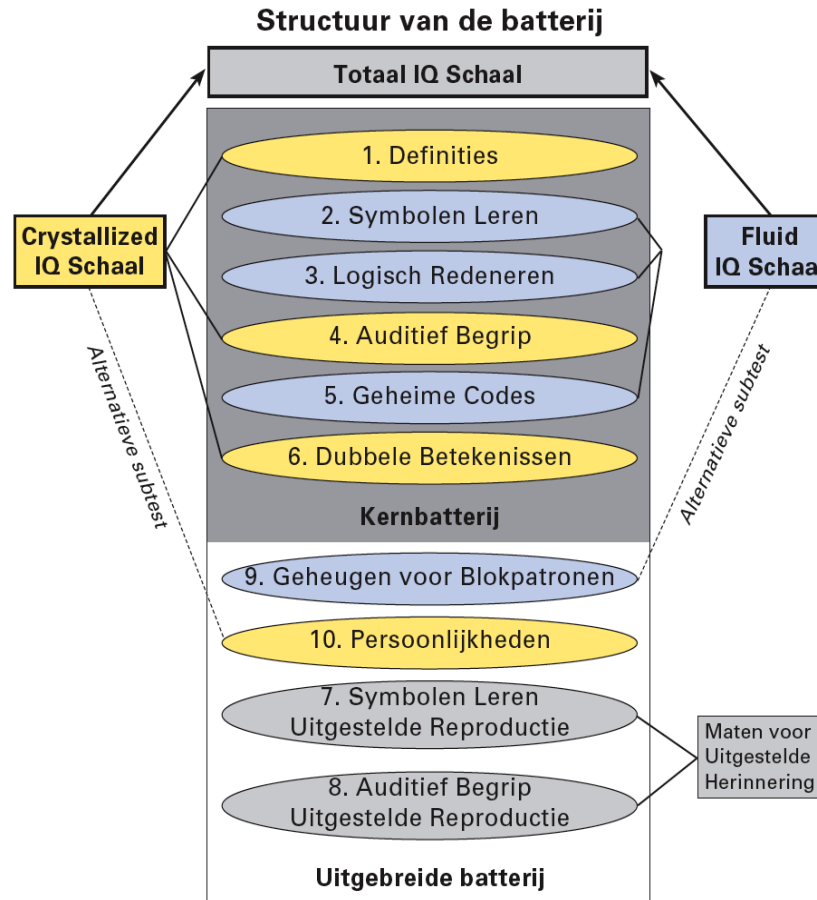 Structuur van de batterij
Totaal IQ Schaal
1. Definities
2. Symbolen Leren
Crystallized
IQ Schaal
Fluid
IQ Schaa
3. Logisch Redeneren
4. Auditief Begrip
5. Geheime Codes
6. Dubbele Betekenissen
Alternatieve subtest
Alternatieve subtest
Kernbatterij
9. Geheugen voor Blokpatronen
10. Persoonlijkheden
7. Symbolen Leren
Uitgestelde Reproductie
Maten voor
Uitgestelde
Herinnering
8. Auditief Begrip
Uitgestelde Reproductie
Uitgebreide batterij